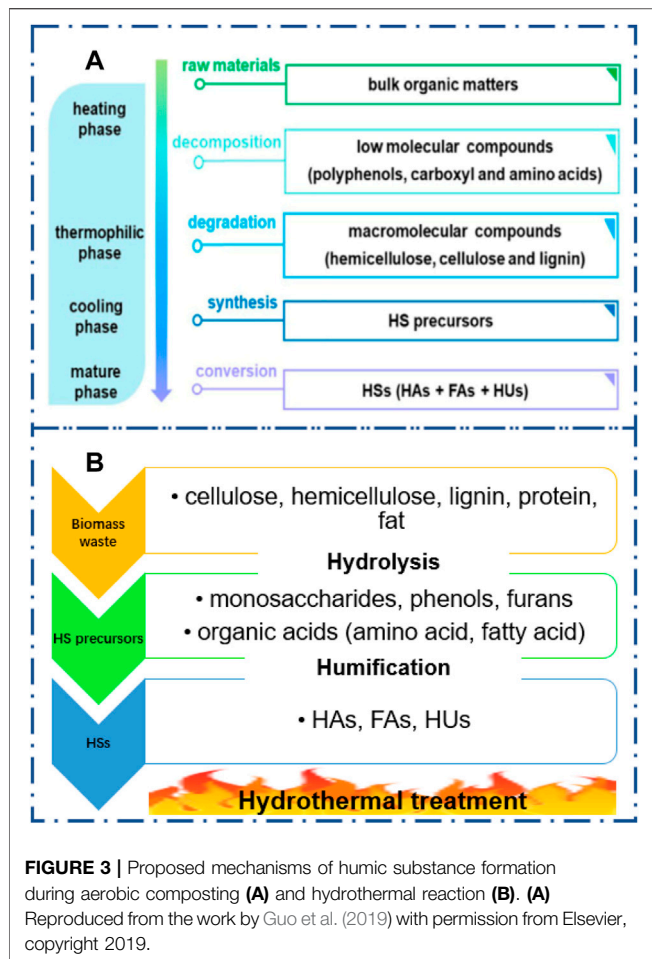 A
raw materials
bulk organic matters
heating
phase
decomposition
low molecular compounds
(polyphenols, carboxyl and amino acids)
thermophilic
phase
degradation
macromolecular compounds
(hemicellulose, cellulose and lignin)
cooling
phase
synthesis
HS precursors
mature
phase
conversion
HSs (HAs + FAs + HUs)
B
Biomass
waste
• cellulose, hemicellulose, lignin, protein,
fat
Hydrolysis
HS precursors
• monosaccharides, phenols, furans
• organic acids (amino acid, fatty acid)
Humification
HSs
• HAs, FAs, HUs
Hydrothermal treatment
FIGURE 3 | Proposed mechanisms of humic substance formation
during aerobic composting (A) and hydrothermal reaction (B). (A)
Reproduced from the work by Guo et al. (2019) with permission from Elsevier,
copyright 2019.